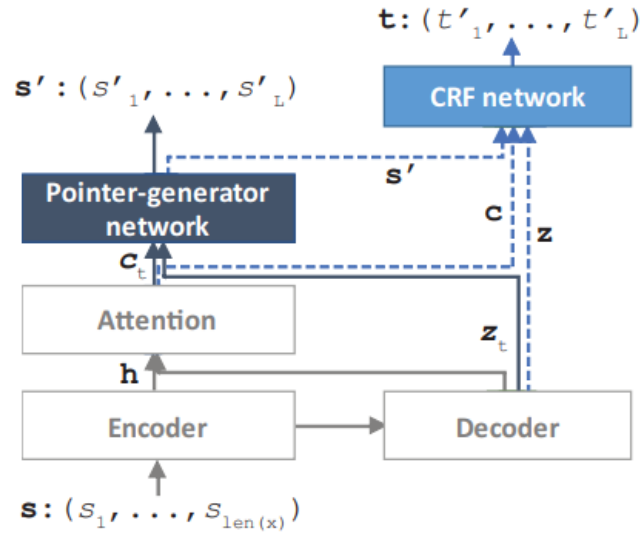 t: (t'1, ..., t'L)
s': (s'1, ..., s'L)
CRF network
s'
Pointer-generator
network
c
z
ct
Attention
zt
h
Encoder
Decoder
s: (s1, ..., slen(x))